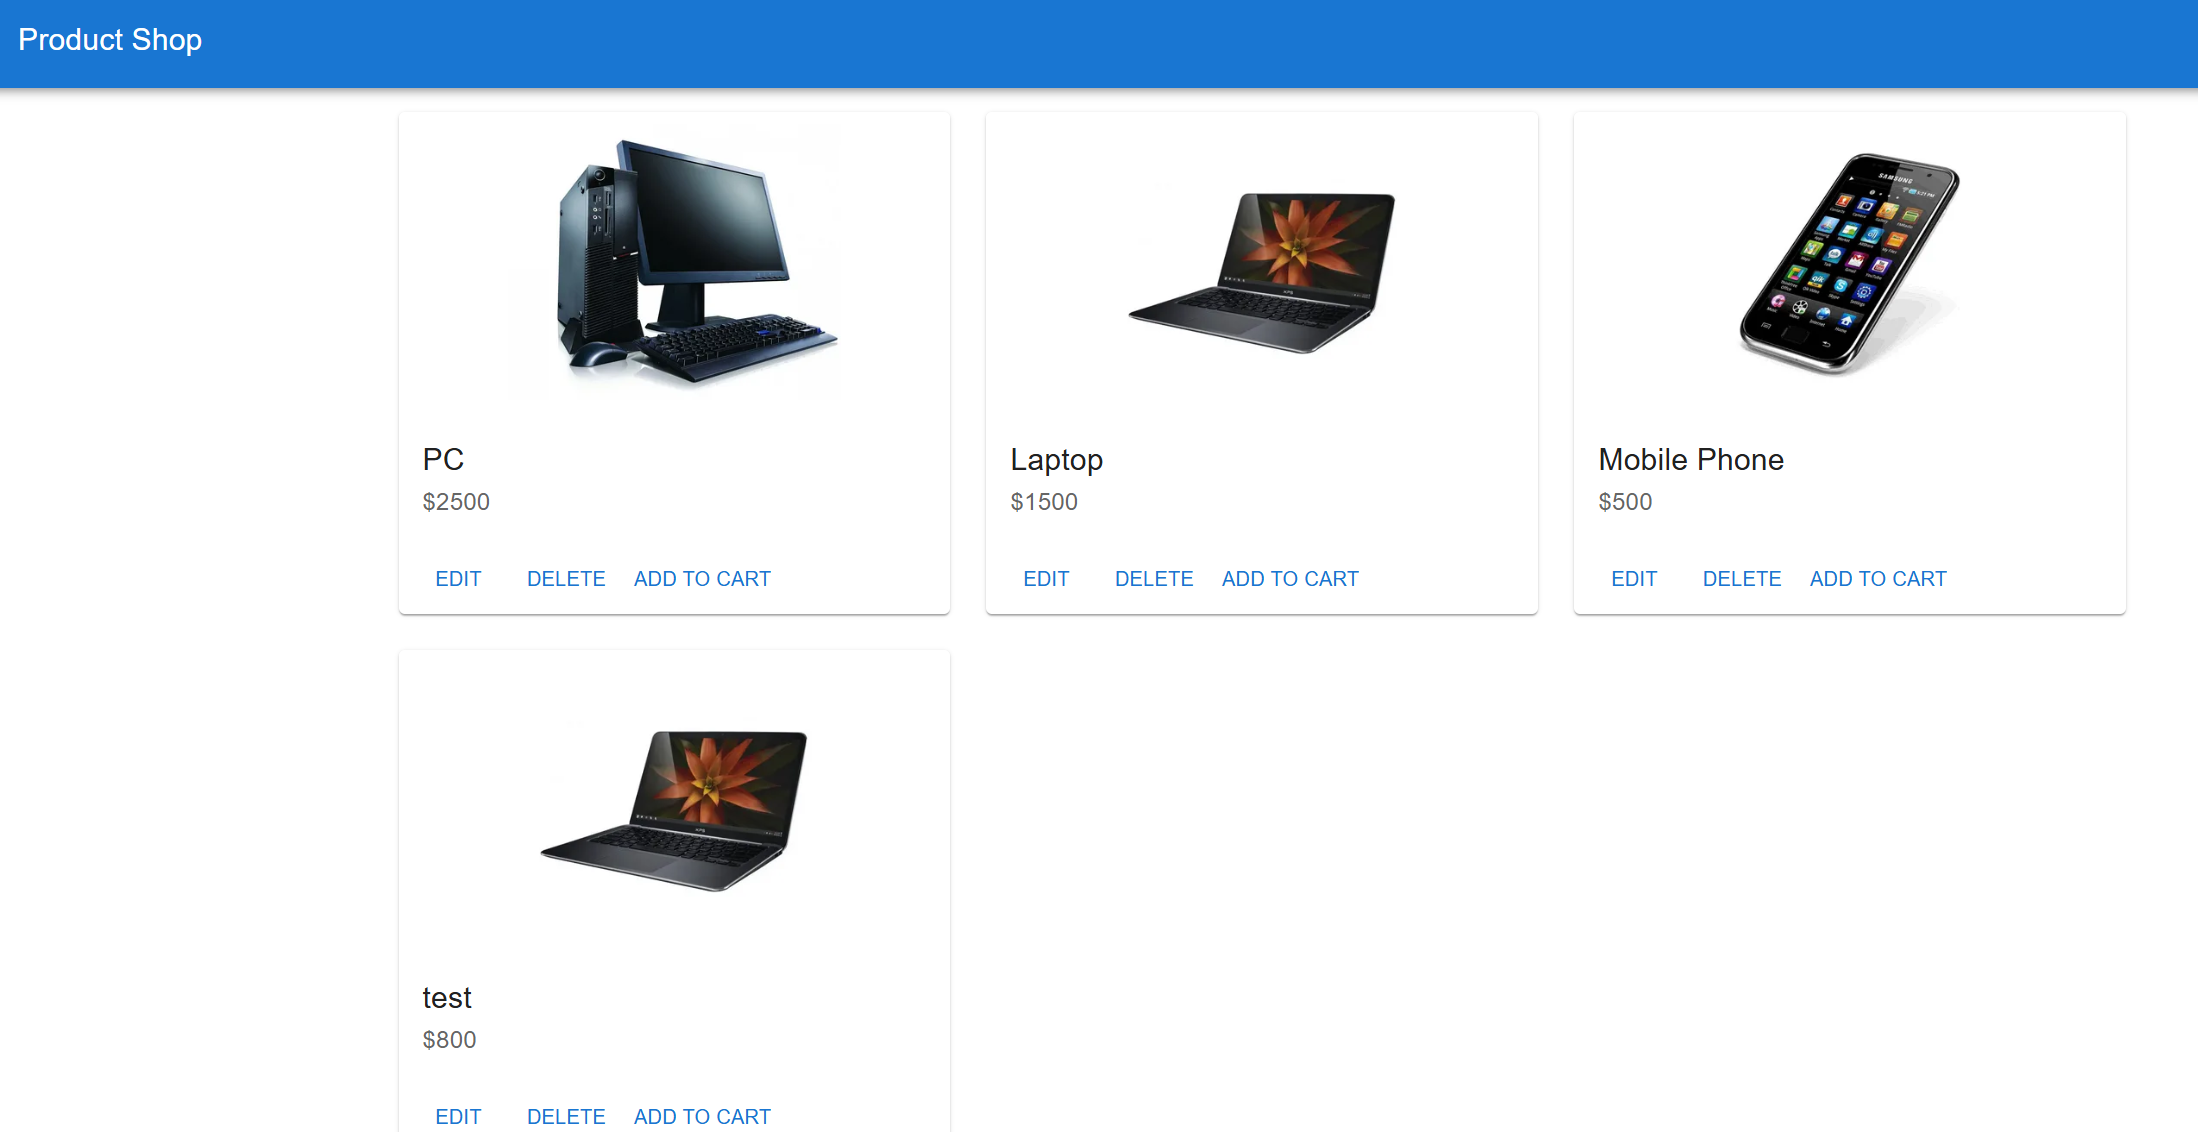 Product Shop
SAMSUNG
PC
$2500
EDIT DELETE ADD TO CART
Laptop
$1500
EDIT DELETE ADD TO CART
Mobile Phone
$500
EDIT DELETE ADD TO CART
test
$800
EDIT DELETE ADD TO CART